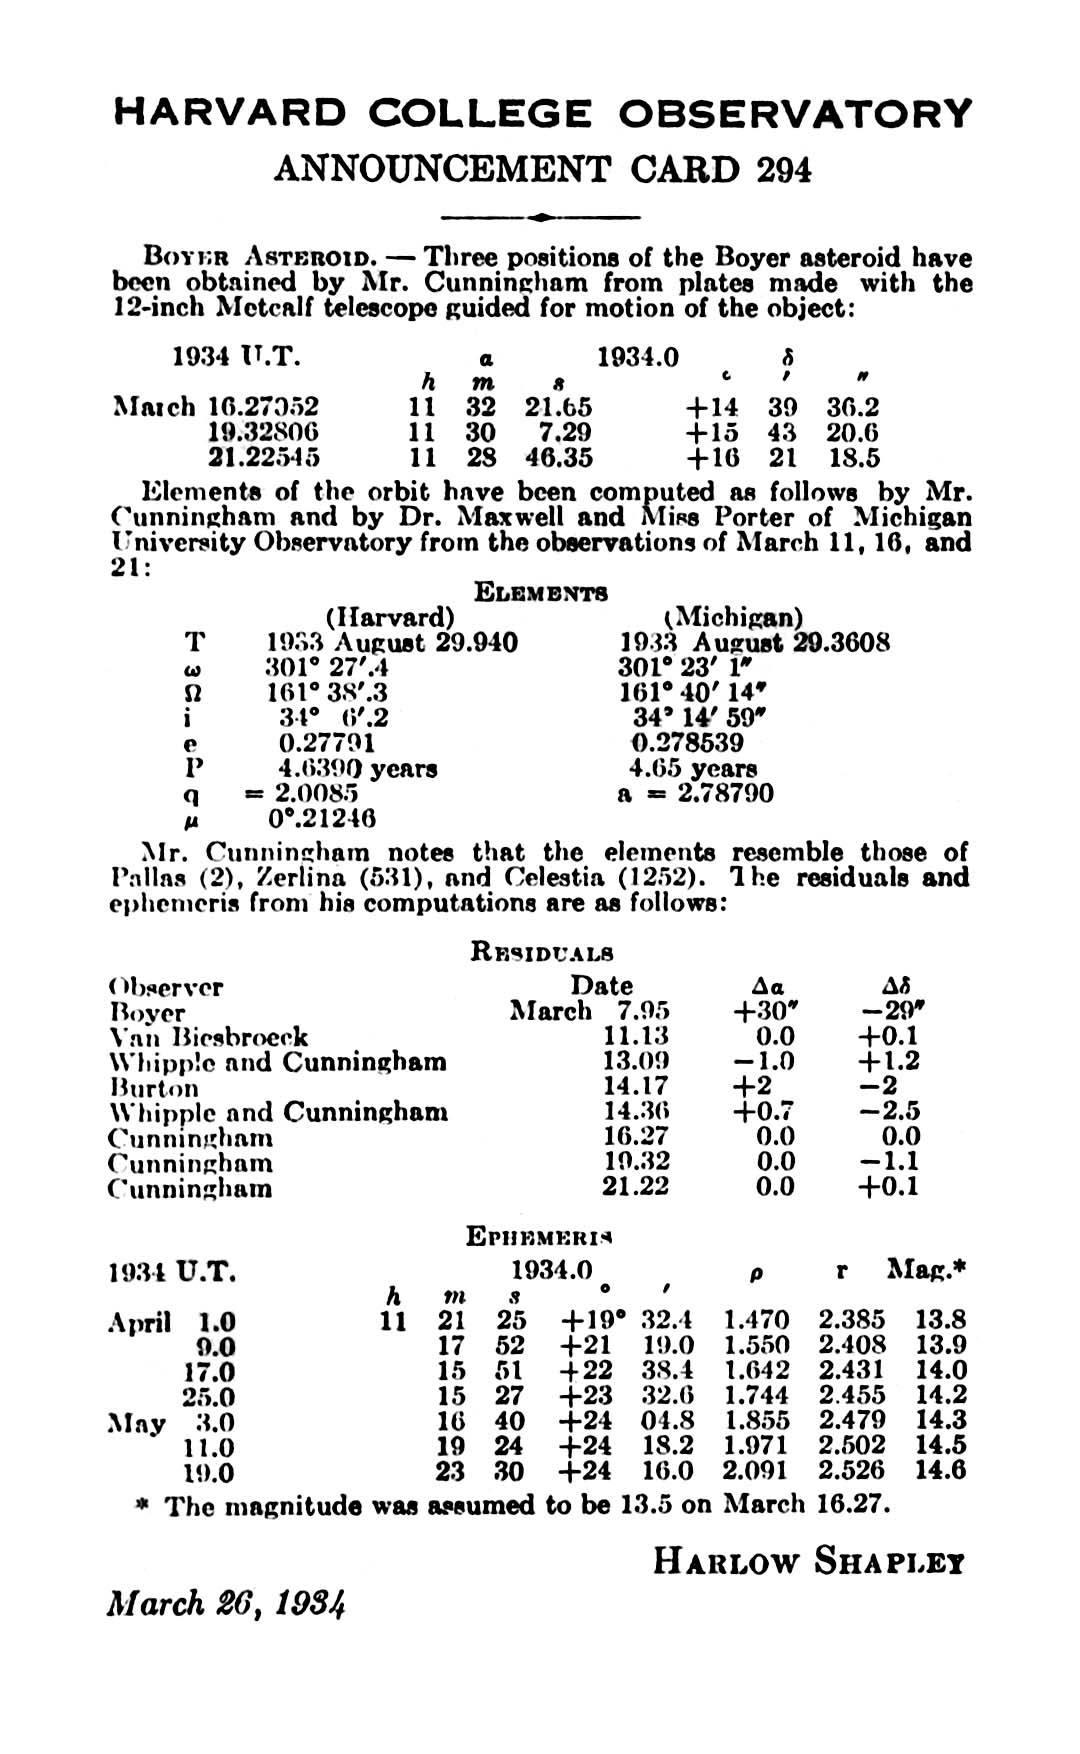 HARVARD COLLEGE OBSERVATORY
ANNOUNCEMENT CARD 294
BOYER ASTEROID. — Three positions of the Boyer asteroid have
been obtained by Mr. Cunningham from plates made with the
12-inch Metcalf telescope guided for motion of the object:
1934 U.T. α 1934.0 δ
h m s ° ′ ″
March 16.27052 11 32 21.65 +14 39 36.2
19.32806 11 30 7.29 +15 43 20.6
21.22545 11 28 46.35 +16 21 18.5
Elements of the orbit have been computed as follows by Mr.
Cunningham and by Dr. Maxwell and Miss Porter of Michigan
University Observatory from the observations of March 11, 16, and
21:
ELEMENTS
(Harvard) (Michigan)
T 1933 August 29.940 1933 August 29.3608
ω 301° 27′.4 301° 23′ 1″
Ω 161° 38′.3 161° 40′ 14″
i 34° 6′.2 34° 14′ 59″
e 0.27791 0.278539
P 4.6390 years 4.65 years
q = 2.0085 a = 2.78790
μ 0°.21246
Mr. Cunningham notes that the elements resemble those of
Pallas (2), Zerlina (531), and Celestia (1252). The residuals and
ephemeris from his computations are as follows:
RESIDUALS
Observer Date Δα Δδ
Boyer March 7.95 +30″ −29″
Van Biesbroeck 11.13 0.0 +0.1
Whipple and Cunningham 13.09 −1.0 +1.2
Burton 14.17 +2 −2
Whipple and Cunningham 14.36 +0.7 −2.5
Cunningham 16.27 0.0 0.0
Cunningham 19.32 0.0 −1.1
Cunningham 21.22 0.0 +0.1
EPHEMERIS
1934 U.T. 1934.0 ρ r Mag.*
h m s ° ′
April 1.0 11 21 25 +19° 32.4 1.470 2.385 13.8
9.0 17 52 +21 19.0 1.550 2.408 13.9
17.0 15 51 +22 38.4 1.642 2.431 14.0
25.0 15 27 +23 32.6 1.744 2.455 14.2
May 3.0 16 40 +24 04.8 1.855 2.479 14.3
11.0 19 24 +24 18.2 1.971 2.502 14.5
19.0 23 30 +24 16.0 2.091 2.526 14.6
* The magnitude was assumed to be 13.5 on March 16.27.
HARLOW SHAPLEY
March 26, 1934